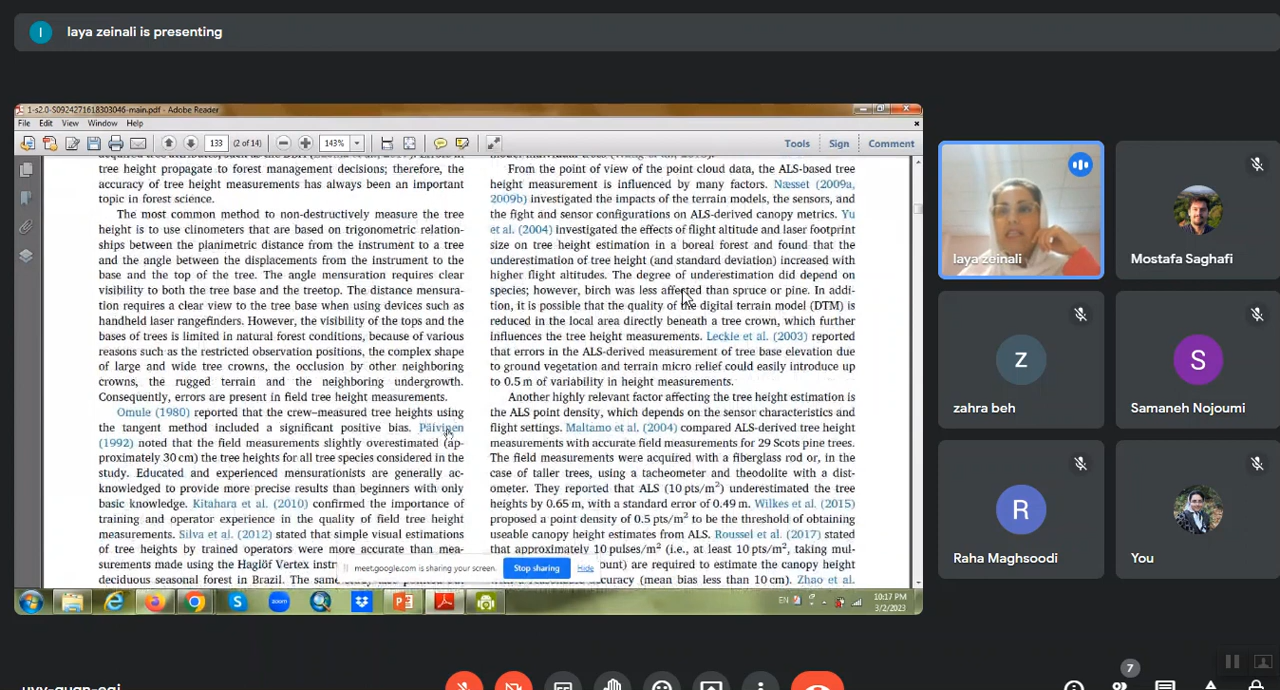 l
laya zeinali is presenting
1-s2.0-S0924271618303046-main.pdf - Adobe Reader
File Edit View Window Help
133 (2 of 14) 143% Tools Sign Comment
tree height propagate to forest management decisions; therefore, the
accuracy of tree height measurements has always been an important
topic in forest science.
The most common method to non-destructively measure the tree
height is to use clinometers that are based on trigonometric relation-
ships between the planimetric distance from the instrument to a tree
and the angle between the displacements from the instrument to the
base and the top of the tree. The angle mensuration requires clear
visibility to both the tree base and the treetop. The distance mensura-
tion requires a clear view to the tree base when using devices such as
handheld laser rangefinders. However, the visibility of the tops and the
bases of trees is limited in natural forest conditions, because of various
reasons such as the restricted observation positions, the complex shape
of large and wide tree crowns, the occlusion by other neighboring
crowns, the rugged terrain and the neighboring undergrowth.
Consequently, errors are present in field tree height measurements.
Omule (1980) reported that the crew–measured tree heights using
the tangent method included a significant positive bias. Päivinen
(1992) noted that the field measurements slightly overestimated (ap-
proximately 30 cm) the tree heights for all tree species considered in the
study. Educated and experienced mensurationists are generally ac-
knowledged to provide more precise results than beginners with only
basic knowledge. Kitahara et al. (2010) confirmed the importance of
training and operator experience in the quality of field tree height
measurements. Silva et al. (2012) stated that simple visual estimations
of tree heights by trained operators were more accurate than mea-
surements made using the Haglöf Vertex
deciduous seasonal forest in Brazil. The same
From the point of view of the point cloud data, the ALS-based tree
height measurement is influenced by many factors. Næsset (2009a,
2009b) investigated the impacts of the terrain models, the sensors, and
the fight and sensor configurations on ALS-derived canopy metrics. Yu
et al. (2004) investigated the effects of flight altitude and laser footprint
size on tree height estimation in a boreal forest and found that the
underestimation of tree height (and standard deviation) increased with
higher flight altitudes. The degree of underestimation did depend on
species; however, birch was less affected than spruce or pine. In addi-
tion, it is possible that the quality of the digital terrain model (DTM) is
reduced in the local area directly beneath a tree crown, which further
influences the tree height measurements. Leckie et al. (2003) reported
that errors in the ALS-derived measurement of tree base elevation due
to ground vegetation and terrain micro relief could easily introduce up
to 0.5 m of variability in height measurements.
Another highly relevant factor affecting the tree height estimation is
the ALS point density, which depends on the sensor characteristics and
flight settings. Maltamo et al. (2004) compared ALS-derived tree height
measurements with accurate field measurements for 29 Scots pine trees.
The field measurements were acquired with a fiberglass rod or, in the
case of taller trees, using a tacheometer and theodolite with a dist-
ometer. They reported that ALS (10 pts/m²) underestimated the tree
heights by 0.65 m, with a standard error of 0.49 m. Wilkes et al. (2015)
proposed a point density of 0.5 pts/m² to be the threshold of obtaining
useable canopy height estimates from ALS. Roussel et al. (2017) stated
that approximately 10 pulses/m² (i.e., at least 10 pts/m², taking mul-
are required to estimate the canopy height
(mean bias less than 10 cm). Zhao et al.
meet.google.com is sharing your screen. Stop sharing Hide
zoom
EN 10:17 PM
3/2/2023
laya zeinali
Mostafa Saghafi
z
zahra beh
S
Samaneh Nojoumi
R
Raha Maghsoodi
You
7